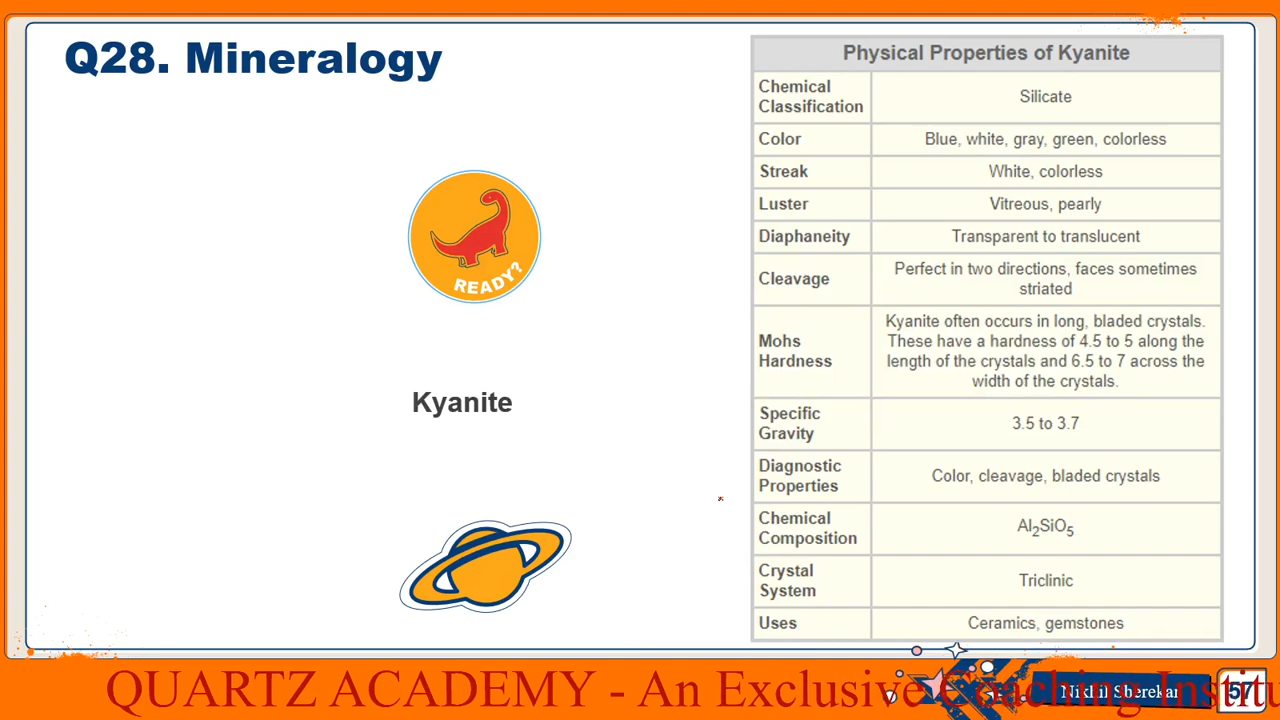 Q28. Mineralogy
READY?
Kyanite
Physical Properties of Kyanite
Chemical
Classification
Silicate
Color
Blue, white, gray, green, colorless
Streak
White, colorless
Luster
Vitreous, pearly
Diaphaneity
Transparent to translucent
Cleavage
Perfect in two directions, faces sometimes
striated
Mohs
Hardness
Kyanite often occurs in long, bladed crystals.
These have a hardness of 4.5 to 5 along the
length of the crystals and 6.5 to 7 across the
width of the crystals.
Specific
Gravity
3.5 to 3.7
Diagnostic
Properties
Color, cleavage, bladed crystals
Chemical
Composition
Al2SiO5
Crystal
System
Triclinic
Uses
Ceramics, gemstones
QUARTZ ACADEMY - An Exclusive Coaching Institu
Nikhil Sherekar
57